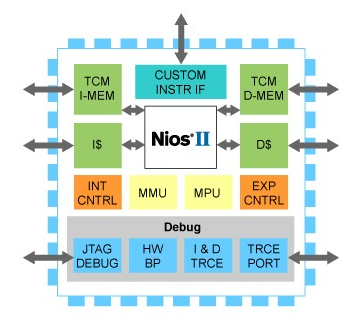 CUSTOM
INSTR IF
TCM
I-MEM
TCM
D-MEM
Nios® II
I$
D$
INT
CNTRL
MMU
MPU
EXP
CNTRL
Debug
JTAG
DEBUG
HW
BP
I & D
TRCE
TRCE
PORT